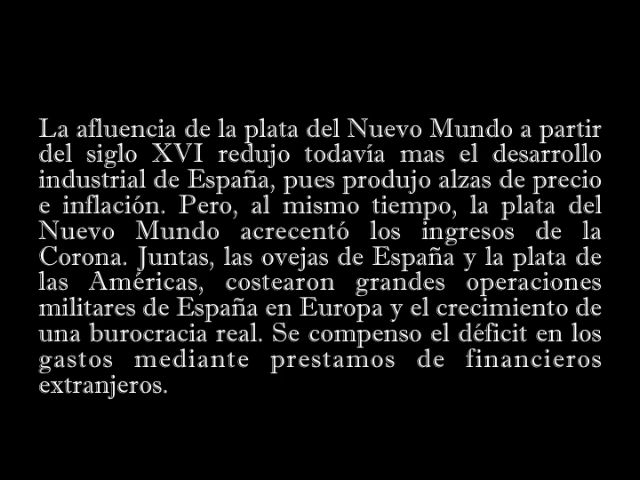 La afluencia de la plata del Nuevo Mundo a partir
del siglo XVI redujo todavía mas el desarrollo
industrial de España, pues produjo alzas de precio
e inflación. Pero, al mismo tiempo, la plata del
Nuevo Mundo acrecentó los ingresos de la
Corona. Juntas, las ovejas de España y la plata de
las Américas, costearon grandes operaciones
militares de España en Europa y el crecimiento de
una burocracia real. Se compenso el déficit en los
gastos mediante prestamos de financieros
extranjeros.